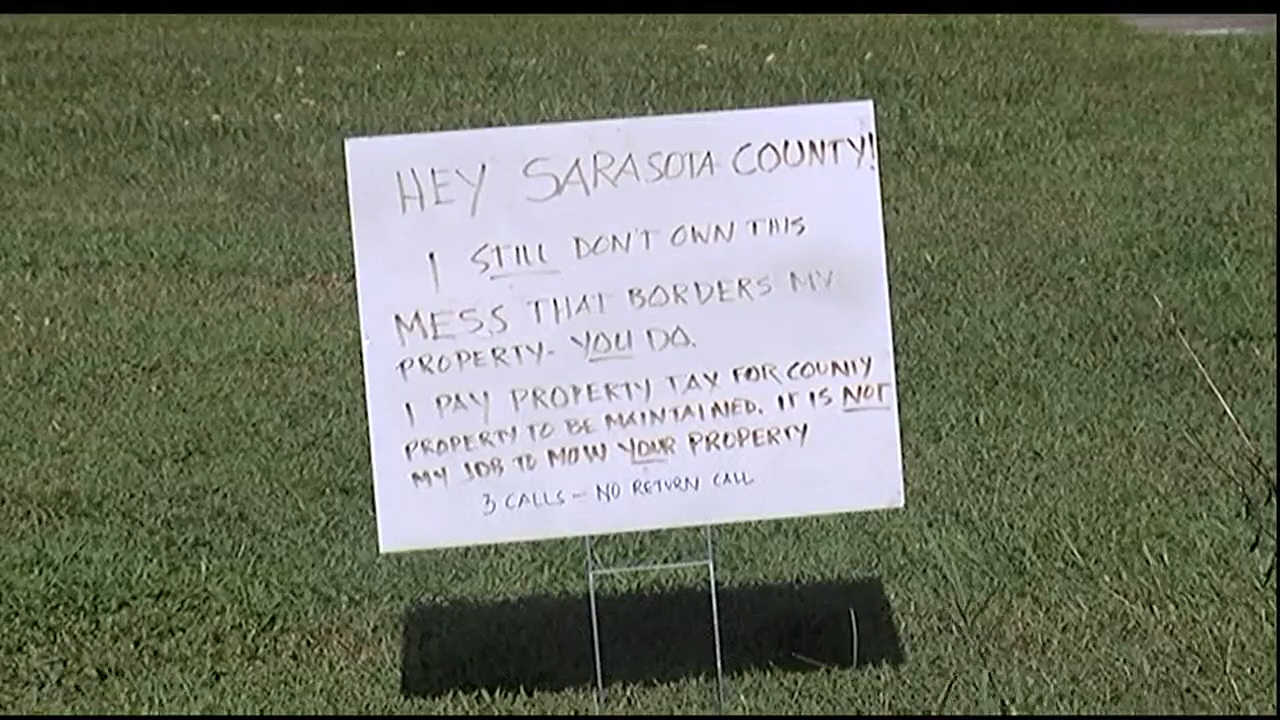 HEY SARASOTA COUNTY!
I STILL DON'T OWN THIS
MESS THAT BORDERS MY
PROPERTY- YOU DO.
I PAY PROPERTY TAX FOR COUNTY
PROPERTY TO BE MAINTAINED. IT IS NOT
MY JOB TO MOW YOUR PROPERTY
3 CALLS - NO RETURN CALL